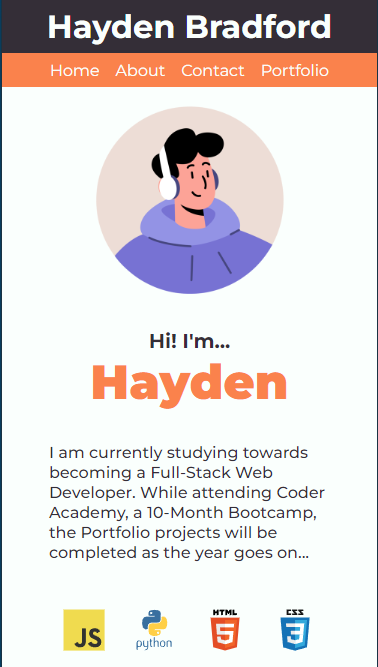 Hayden Bradford
Home About Contact Portfolio
Hi! I'm...
Hayden
I am currently studying towards
becoming a Full-Stack Web
Developer. While attending Coder
Academy, a 10-Month Bootcamp,
the Portfolio projects will be
completed as the year goes on...
JS python HTML 5 CSS 3